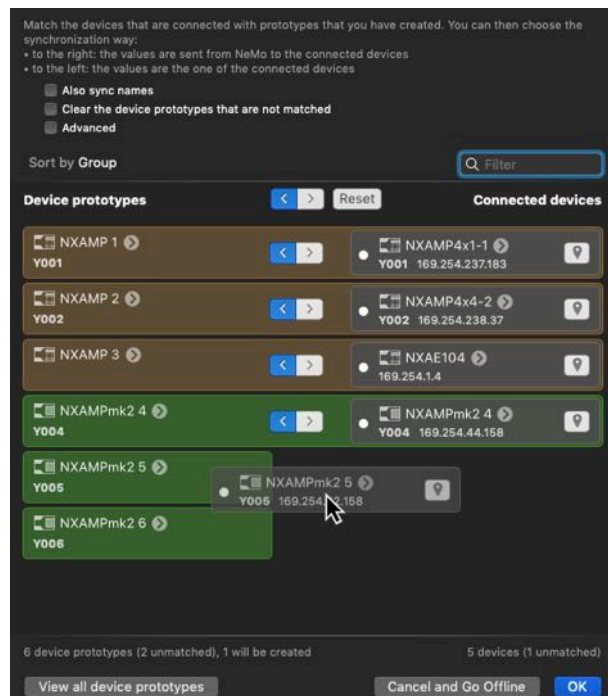 Match the devices that are connected with prototypes that you have created. You can then choose the
synchronization way:
• to the right: the values are sent from NeMo to the connected devices
• to the left: the values are the one of the connected devices
Also sync names
Clear the device prototypes that are not matched
Advanced
Sort by Group
Filter
Device prototypes
< >
Reset
Connected devices
NXAMP 1
Y001
< >
NXAMP4x1-1
Y001 169.254.237.183
NXAMP 2
Y002
< >
NXAMP4x4-2
Y002 169.254.238.37
NXAMP 3
< >
NXAE104
169.254.1.4
NXAMPmk2 4
Y004
< >
NXAMPmk2 4
Y004 169.254.44.158
NXAMPmk2 5
Y005
NXAMPmk2 5
Y005
NXAMPmk2 6
Y006
6 device prototypes (2 unmatched), 1 will be created
5 devices (1 unmatched)
View all device prototypes
Cancel and Go Offline
OK